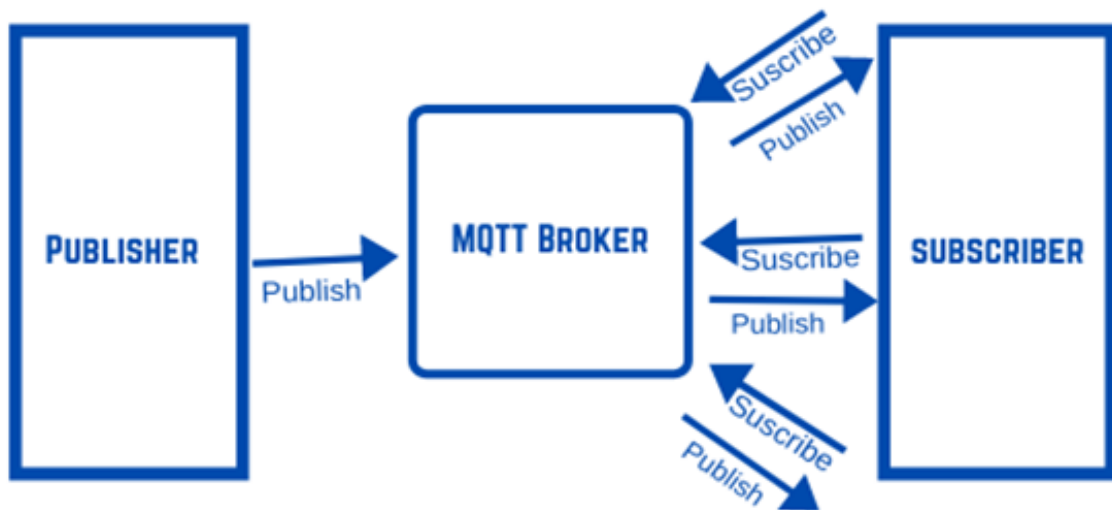 Suscribe
Publish
PUBLISHER
MQTT BROKER
SUBSCRIBER
Publish
Suscribe
Publish
Suscribe
Publish